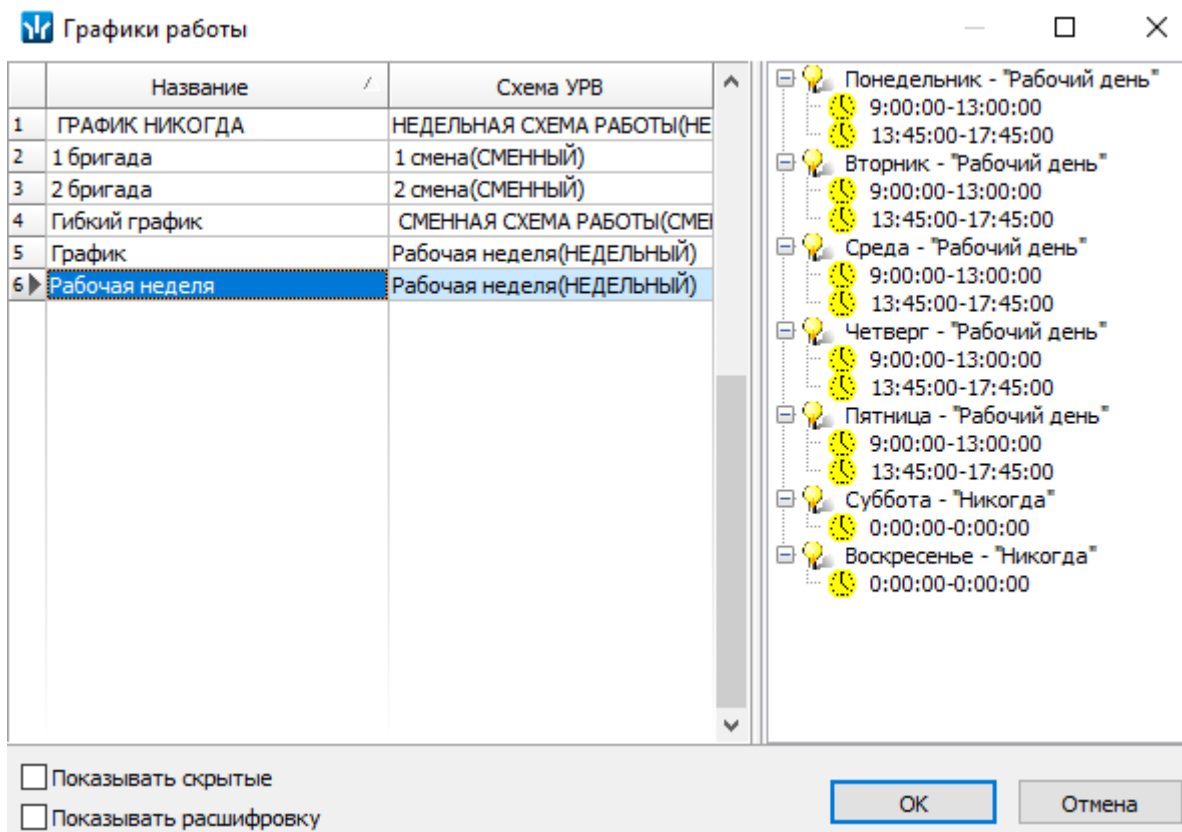 Графики работы
Название Схема УРВ
1 ГРАФИК НИКОГДА НЕДЕЛЬНАЯ СХЕМА РАБОТЫ(НЕ
2 1 бригада 1 смена(СМЕННЫЙ)
3 2 бригада 2 смена(СМЕННЫЙ)
4 Гибкий график СМЕННАЯ СХЕМА РАБОТЫ(СМЕН
5 График Рабочая неделя(НЕДЕЛЬНЫЙ)
6 Рабочая неделя Рабочая неделя(НЕДЕЛЬНЫЙ)
Понедельник - "Рабочий день"
9:00:00-13:00:00
13:45:00-17:45:00
Вторник - "Рабочий день"
9:00:00-13:00:00
13:45:00-17:45:00
Среда - "Рабочий день"
9:00:00-13:00:00
13:45:00-17:45:00
Четверг - "Рабочий день"
9:00:00-13:00:00
13:45:00-17:45:00
Пятница - "Рабочий день"
9:00:00-13:00:00
13:45:00-17:45:00
Суббота - "Никогда"
0:00:00-0:00:00
Воскресенье - "Никогда"
0:00:00-0:00:00
Показывать скрытые
Показывать расшифровку
ОК Отмена